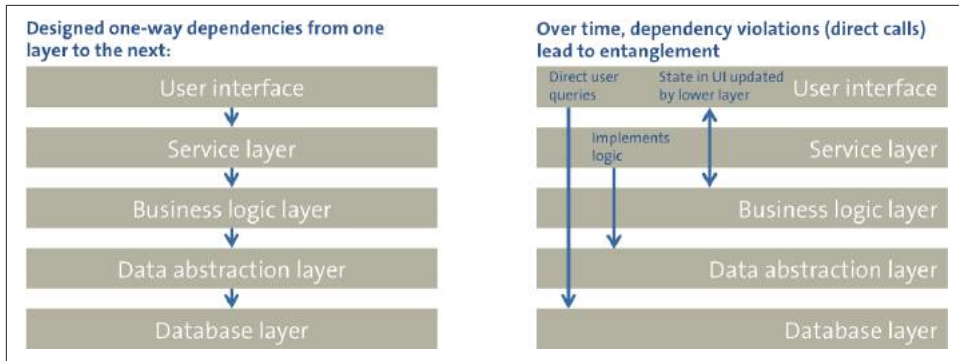 Designed one-way dependencies from one
layer to the next:
User interface
Service layer
Business logic layer
Data abstraction layer
Database layer
Over time, dependency violations (direct calls)
lead to entanglement
Direct user
queries
State in UI updated
by lower layer
User interface
Implements
logic
Service layer
Business logic layer
Data abstraction layer
Database layer